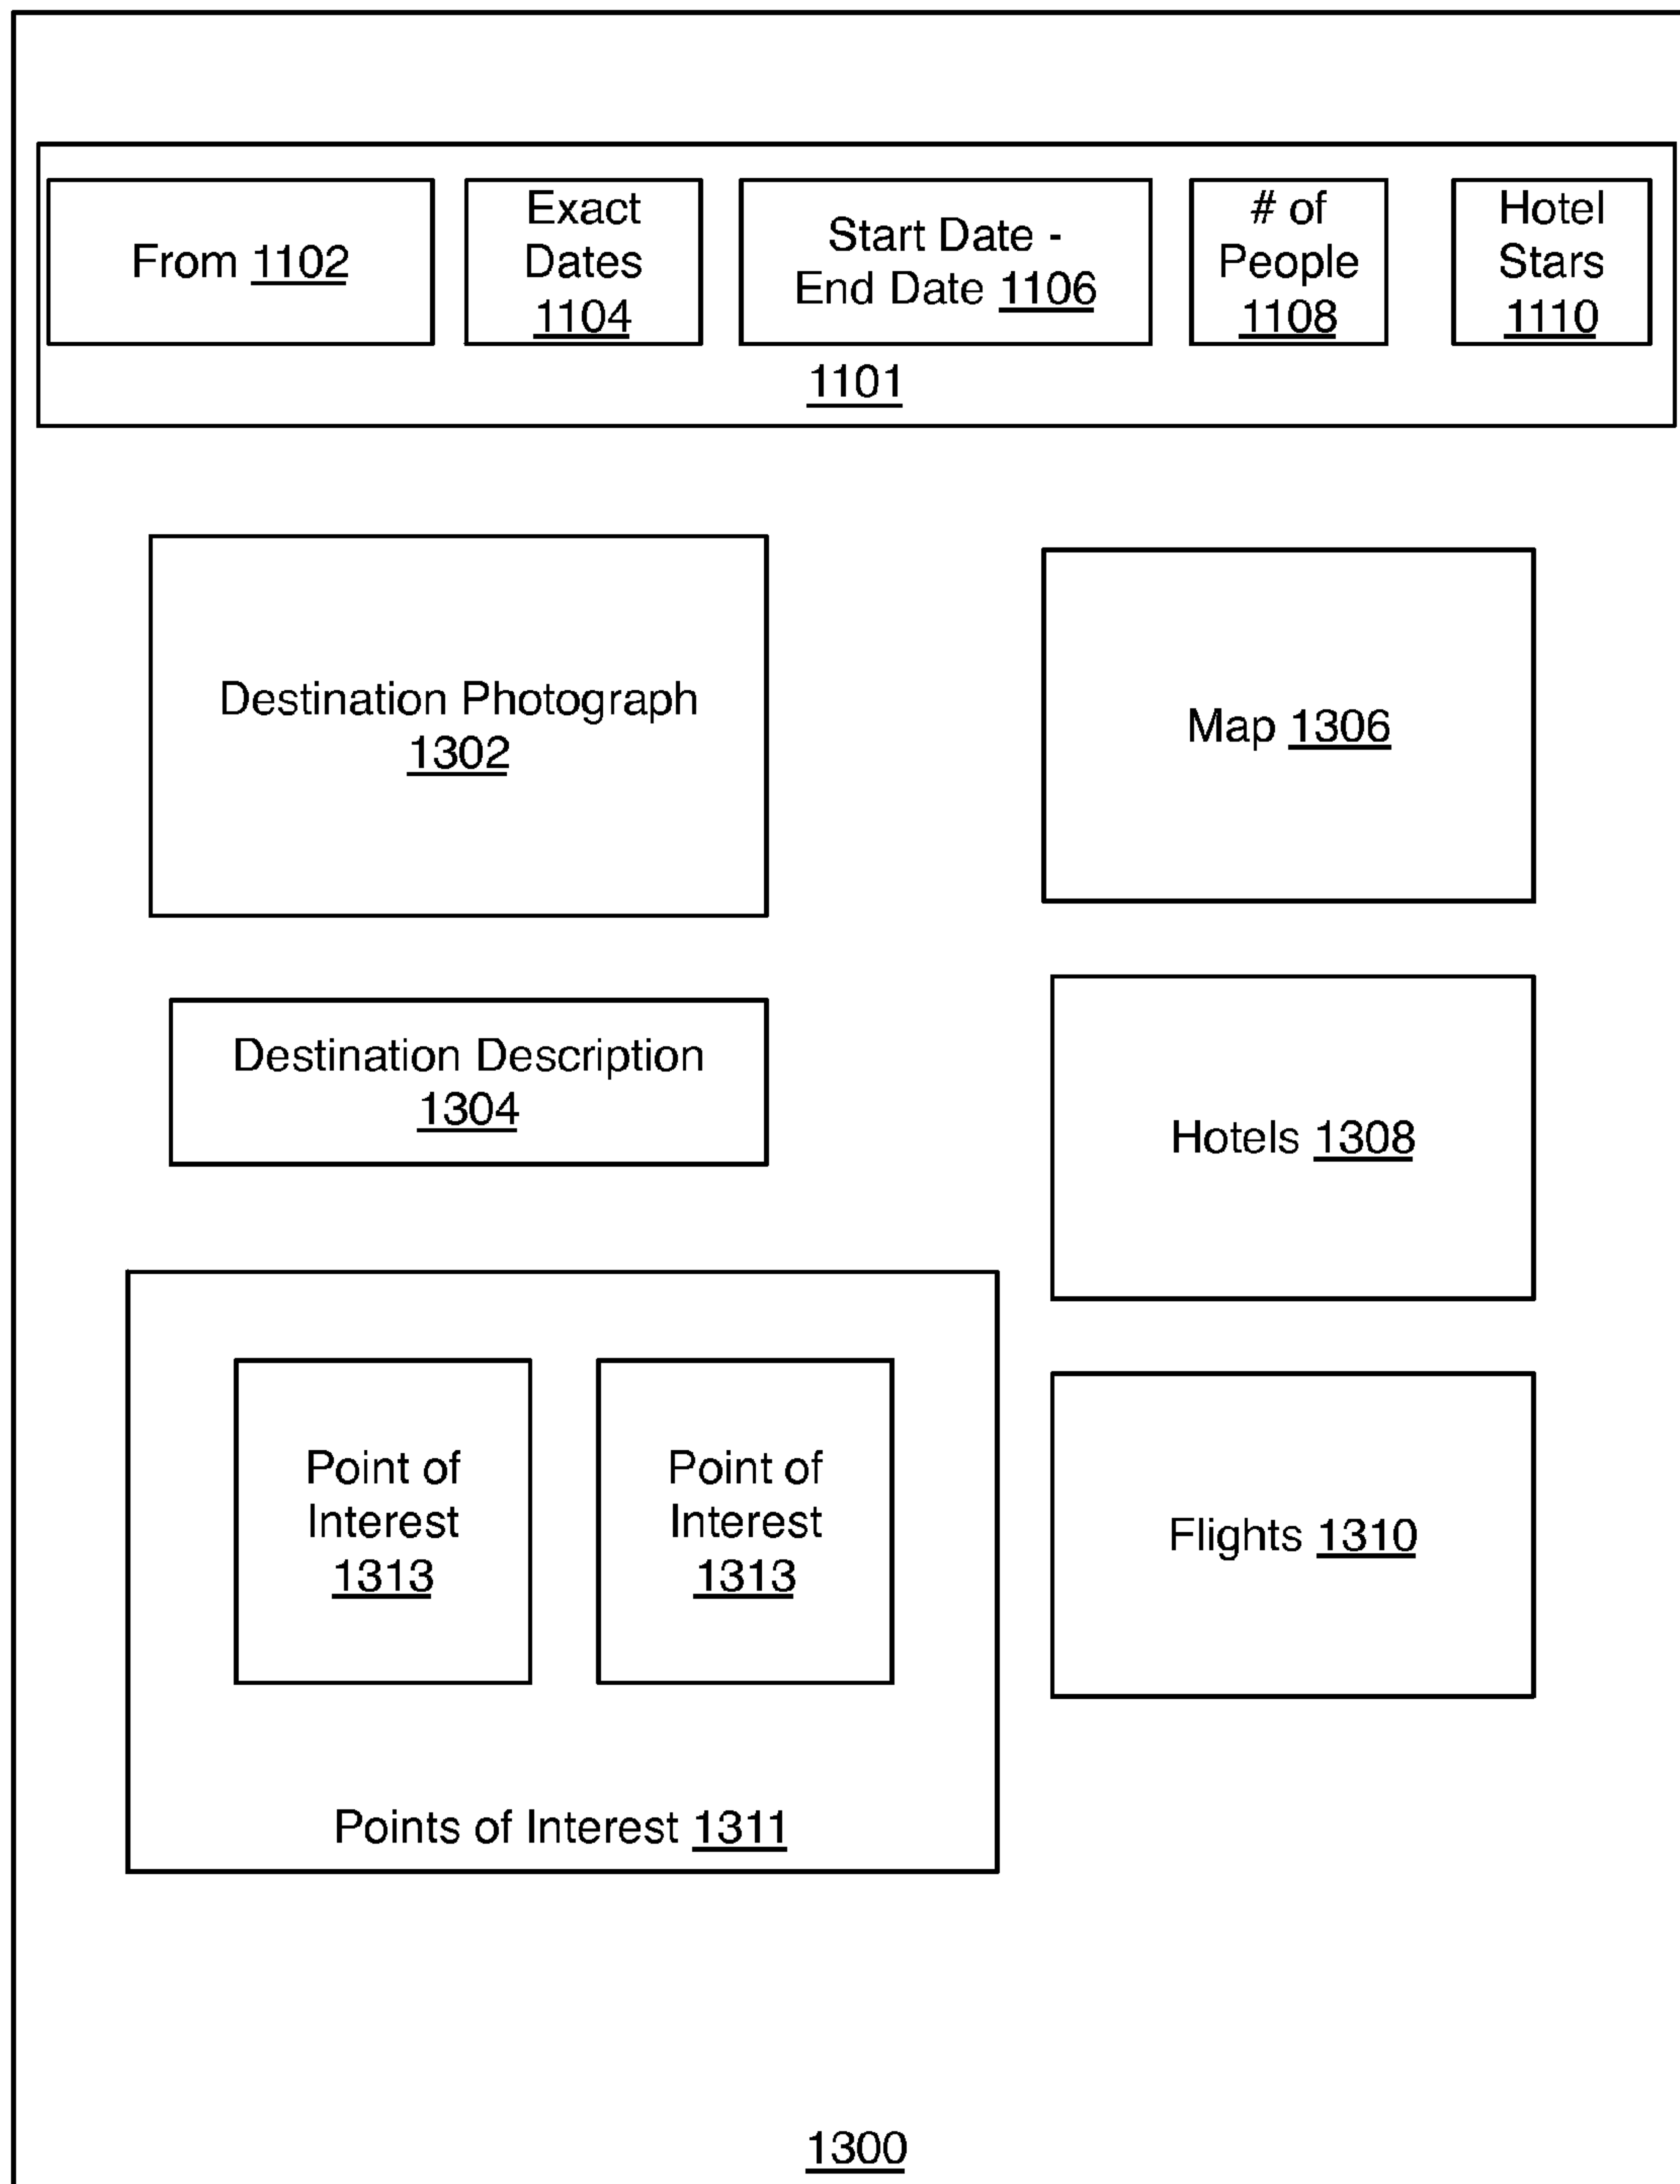 From 1102
Exact
Dates
1104
Start Date -
End Date 1106
# of
People
1108
Hotel
Stars
1110
1101
Destination Photograph
1302
Map 1306
Destination Description
1304
Hotels 1308
Point of
Interest
1313
Point of
Interest
1313
Flights 1310
Points of Interest 1311
1300